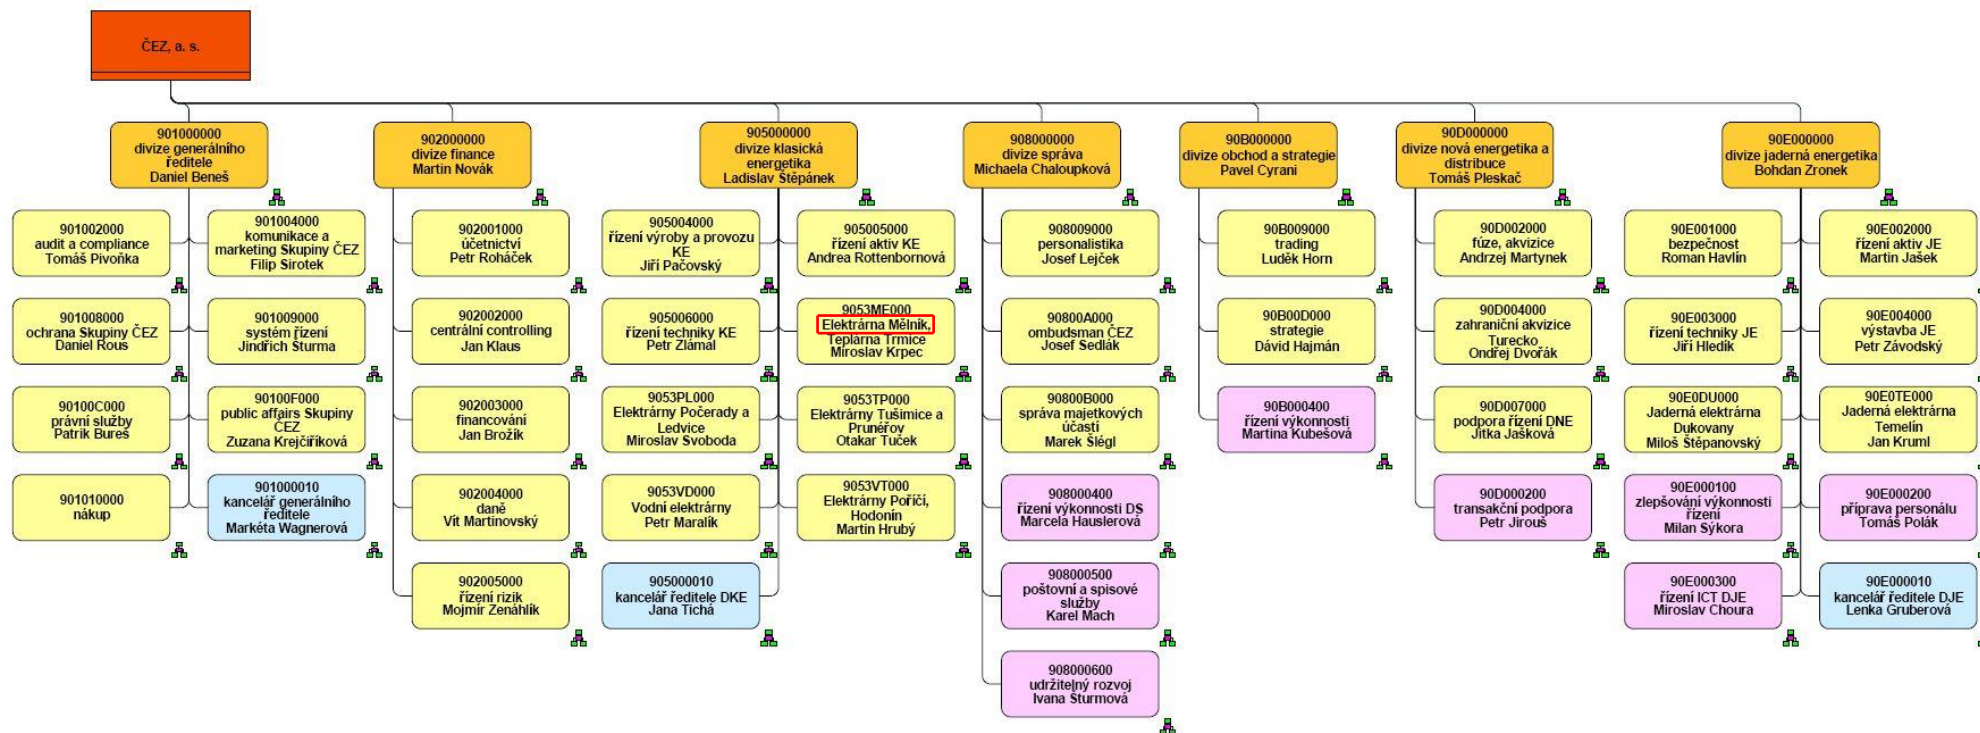 ČEZ, a. s.
901000000
divize generálního
ředitele
Daniel Beneš
902000000
divize finance
Martin Novák
905000000
divize klasická
energetika
Ladislav Štěpánek
908000000
divize správa
Michaela Chaloupková
90B000000
divize obchod a strategie
Pavel Cyrani
90D000000
divize nová energetika a
distribuce
Tomáš Pleskač
90E000000
divize jaderná energetika
Bohdan Zronek
901002000
audit a compliance
Tomáš Pivoňka
901004000
komunikace a
marketing Skupiny ČEZ
Filip Sirotek
901008000
ochrana Skupiny ČEZ
Daniel Rous
901009000
systém řízení
Jindřich Šturma
90100C000
právní služby
Patrik Bureš
90100F000
public affairs Skupiny
ČEZ
Zuzana Krejčiříková
901010000
nákup
901000010
kancelář generálního
ředitele
Markéta Wagnerová
902001000
účetnictví
Petr Roháček
902002000
centrální controlling
Jan Klaus
902003000
financování
Jan Brožík
902004000
daně
Vít Martinovský
902005000
řízení rizik
Mojmír Zenáhlík
905004000
řízení výroby a provozu
KE
Jiří Pačovský
905005000
řízení aktiv KE
Andrea Rottenbornová
905006000
řízení techniky KE
Petr Zlámal
9053ME000
Elektrárna Mělník,
Teplárna Trmice
Miroslav Krpec
9053PL000
Elektrárny Počerady a
Ledvice
Miroslav Svoboda
9053TP000
Elektrárny Tušimice a
Prunéřov
Otakar Tuček
9053VD000
Vodní elektrárny
Petr Maralík
9053VT000
Elektrárny Poříčí,
Hodonín
Martin Hrubý
905000010
kancelář ředitele DKE
Jana Tichá
908009000
personalistika
Josef Lejček
90800A000
ombudsman ČEZ
Josef Sedlák
90800B000
správa majetkových
účastí
Marek Šlégl
908000400
řízení výkonnosti DS
Marcela Hauslerová
908000500
poštovní a spisové
služby
Karel Mach
908000600
udržitelný rozvoj
Ivana Šturmová
90B009000
trading
Luděk Horn
90B00D000
strategie
Dávid Hajmán
90B000400
řízení výkonnosti
Martina Kubešová
90D002000
fúze, akvizice
Andrzej Martynek
90D004000
zahraniční akvizice
Turecko
Ondřej Dvořák
90D007000
podpora řízení DNE
Jitka Jašková
90D000200
transakční podpora
Petr Jirouš
90E001000
bezpečnost
Roman Havlín
90E002000
řízení aktiv JE
Martin Jašek
90E003000
řízení techniky JE
Jiří Hledík
90E004000
výstavba JE
Petr Závodský
90E0DU000
Jaderná elektrárna
Dukovany
Miloš Štěpanovský
90E0TE000
Jaderná elektrárna
Temelín
Jan Kruml
90E000100
zlepšování výkonnosti
řízení
Milan Sýkora
90E000200
příprava personálu
Tomáš Polák
90E000300
řízení ICT DJE
Miroslav Choura
90E000010
kancelář ředitele DJE
Lenka Gruberová